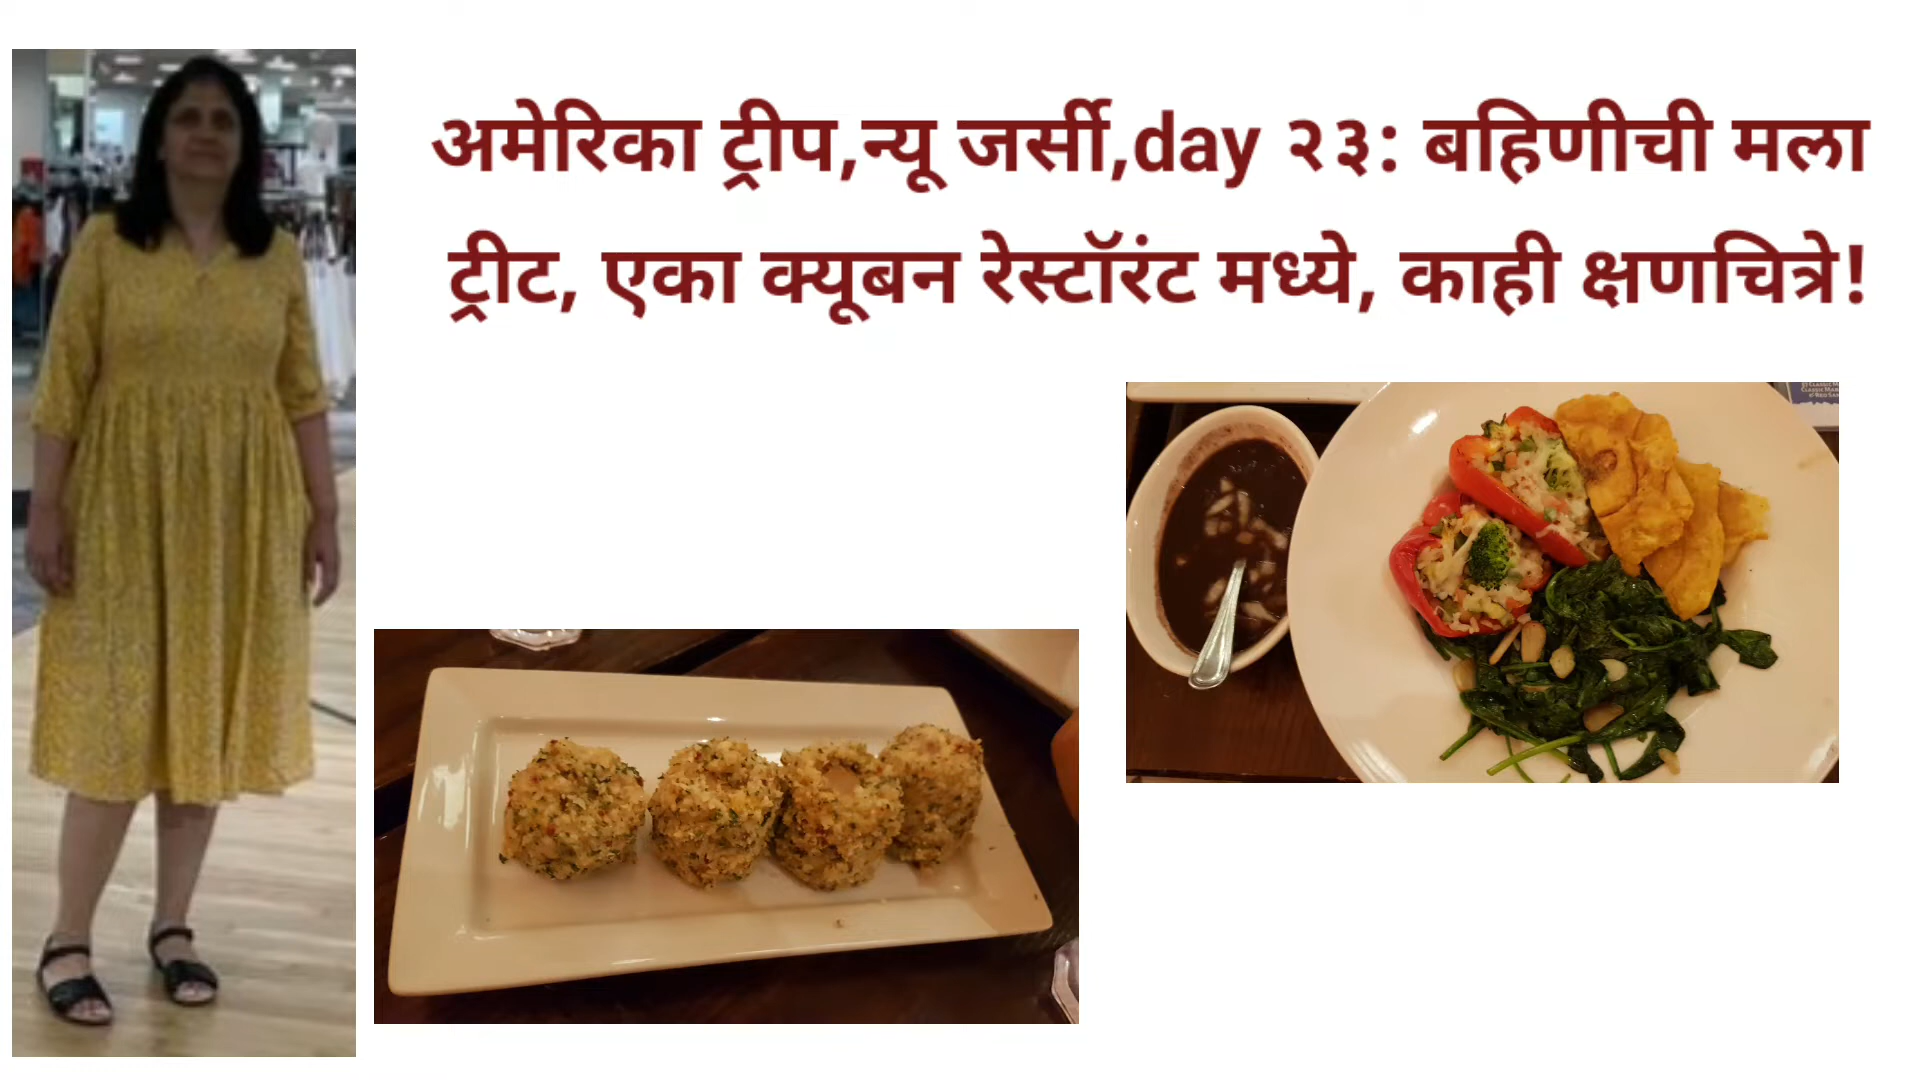 अमेरिका ट्रीप,न्यू जर्सी,day २३: बहिणीची मला
ट्रीट, एका क्यूबन रेस्टॉरंट मध्ये, काही क्षणचित्रे!